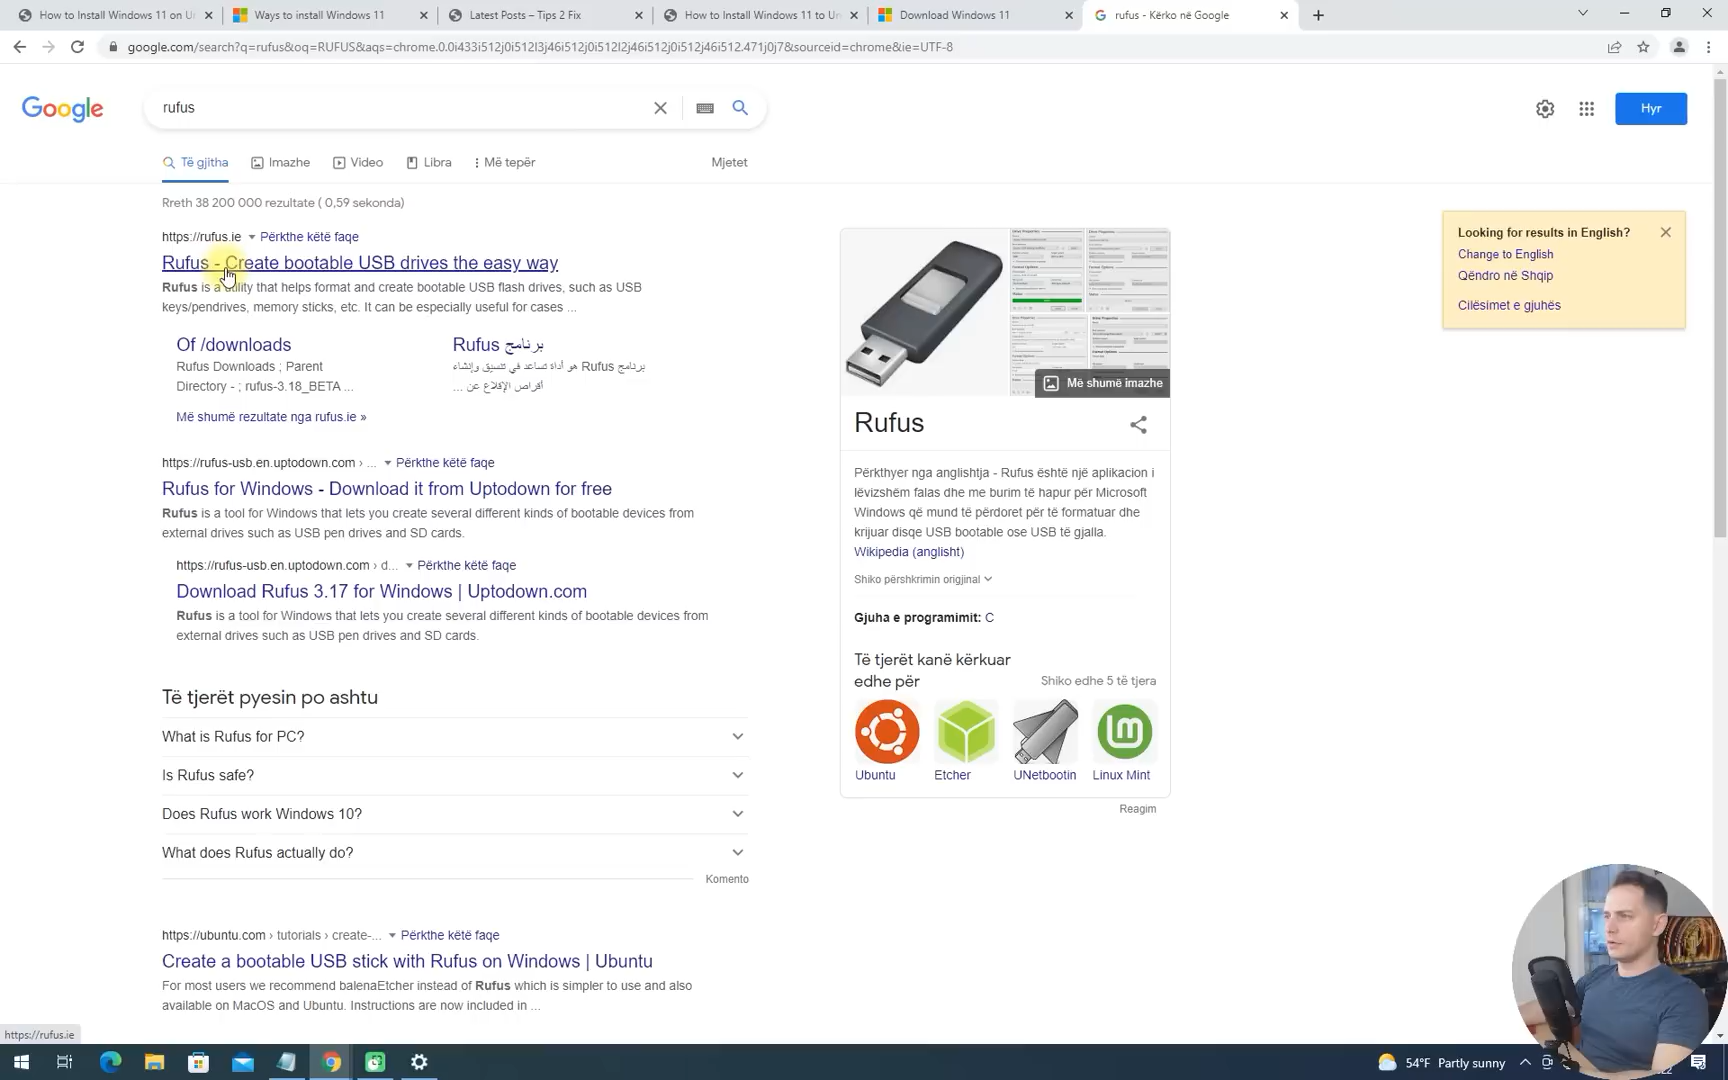 How to Install Windows 11 on Un
Ways to install Windows 11
Latest Posts – Tips 2 Fix
How to Install Windows 11 to Un
Download Windows 11
rufus - Kërko në Google
google.com/search?q=rufus&oq=RUFUS&aqs=chrome.0.0i433i512j0i512l3j46i512j0i512l2j46i512j0i512j46i512.471j0j7&sourceid=chrome&ie=UTF-8
Google
rufus
Hyr
Të gjitha
Imazhe
Video
Libra
Më tepër
Mjetet
Rreth 38 200 000 rezultate ( 0,59 sekonda)
https://rufus.ie
Përkthe këtë faqe
Rufus - Create bootable USB drives the easy way
Rufus is a utility that helps format and create bootable USB flash drives, such as USB
keys/pendrives, memory sticks, etc. It can be especially useful for cases ...
Of /downloads
Rufus Downloads ; Parent
Directory - ; rufus-3.18_BETA ...
برنامج Rufus
برنامج Rufus هو أداة تساعد في تنسيق وإنشاء
أقراص الإقلاع عن ...
Më shumë rezultate nga rufus.ie »
https://rufus-usb.en.uptodown.com › ...
Përkthe këtë faqe
Rufus for Windows - Download it from Uptodown for free
Rufus is a tool for Windows that lets you create several different kinds of bootable devices from
external drives such as USB pen drives and SD cards.
https://rufus-usb.en.uptodown.com › d...
Përkthe këtë faqe
Download Rufus 3.17 for Windows | Uptodown.com
Rufus is a tool for Windows that lets you create several different kinds of bootable devices from
external drives such as USB pen drives and SD cards.
Të tjerët pyesin po ashtu
What is Rufus for PC?
Is Rufus safe?
Does Rufus work Windows 10?
What does Rufus actually do?
Komento
https://ubuntu.com › tutorials › create-...
Përkthe këtë faqe
Create a bootable USB stick with Rufus on Windows | Ubuntu
For most users we recommend balenaEtcher instead of Rufus which is simpler to use and also
available on MacOS and Ubuntu. Instructions are now included in ...
Më shumë imazhe
Rufus
Përkthyer nga anglishtja - Rufus është një aplikacion i
lëvizshëm falas dhe me burim të hapur për Microsoft
Windows që mund të përdoret për të formatuar dhe
krijuar disqe USB bootable ose USB të gjalla.
Wikipedia (anglisht)
Shiko përshkrimin origjinal
Gjuha e programimit: C
Të tjerët kanë kërkuar
edhe për
Shiko edhe 5 të tjera
Ubuntu
Etcher
UNetbootin
Linux Mint
Reagim
Looking for results in English?
Change to English
Qëndro në Shqip
Cilësimet e gjuhës
https://rufus.ie
54°F Partly sunny